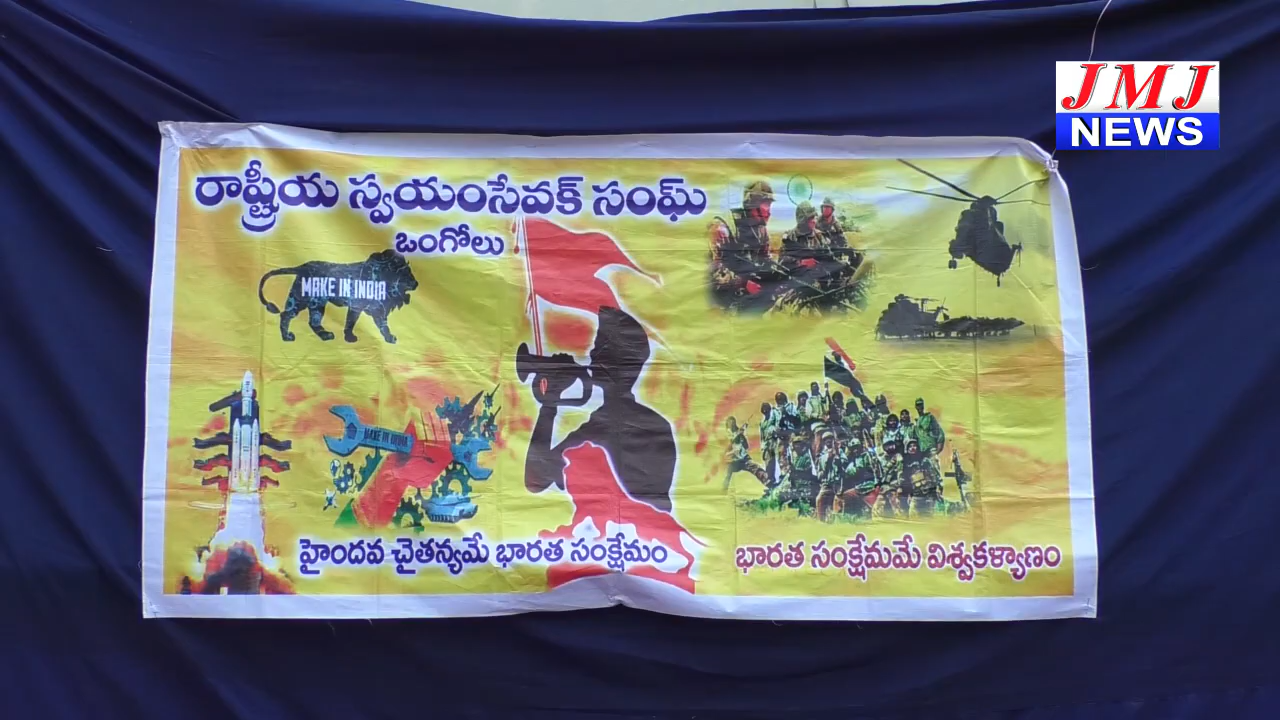 JMJ
NEWS
రాష్ట్రీయ స్వయంసేవక్ సంఘ్
ఒంగోలు
MAKE IN INDIA
MAKE IN INDIA
హైందవ చైతన్యమే భారత సంక్షేమం
భారత సంక్షేమమే విశ్వకళ్యాణం